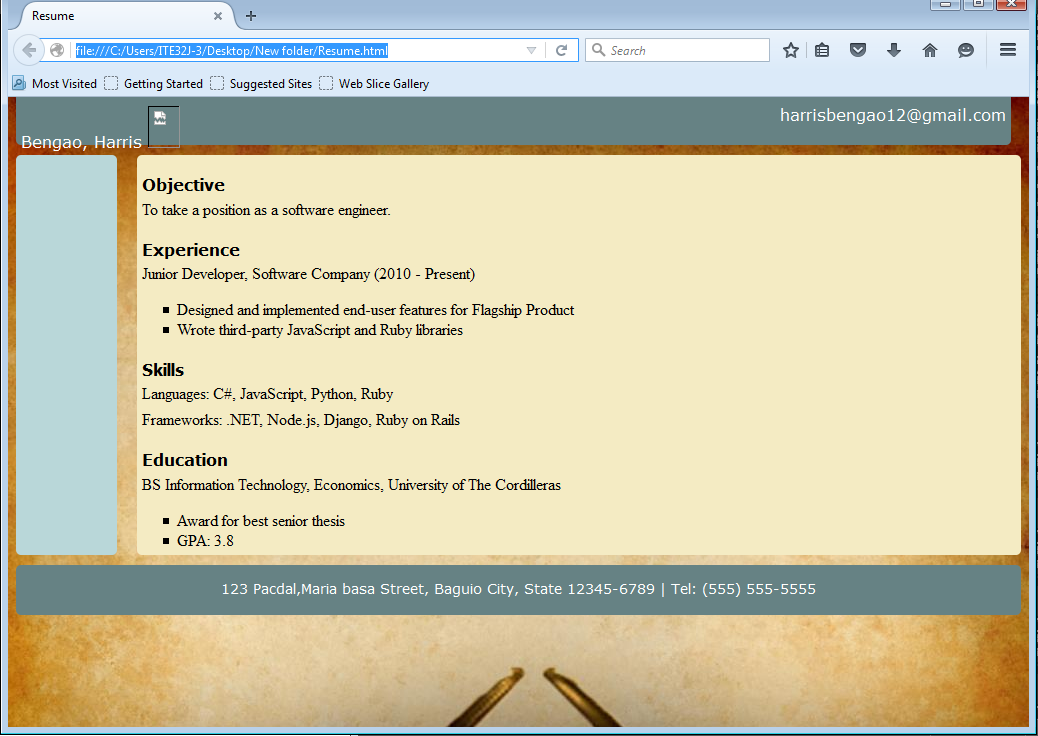 Resume
file:///C:/Users/ITE32J-3/Desktop/New folder/Resume.html
Search
Most Visited Getting Started Suggested Sites Web Slice Gallery
harrisbengao12@gmail.com
Bengao, Harris
Objective
To take a position as a software engineer.
Experience
Junior Developer, Software Company (2010 - Present)
Designed and implemented end-user features for Flagship Product
Wrote third-party JavaScript and Ruby libraries
Skills
Languages: C#, JavaScript, Python, Ruby
Frameworks: .NET, Node.js, Django, Ruby on Rails
Education
BS Information Technology, Economics, University of The Cordilleras
Award for best senior thesis
GPA: 3.8
123 Pacdal,Maria basa Street, Baguio City, State 12345-6789 | Tel: (555) 555-5555